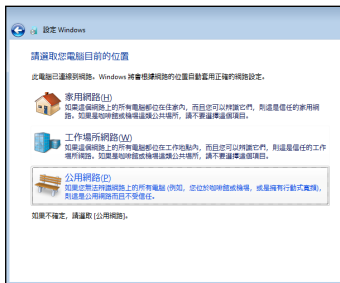 設定 Windows
請選取您電腦目前的位置
此電腦已連線到網路。Windows 將會根據網路的位置自動套用正確的網路設定。
家用網路(H)
如果這個網路上的所有電腦都位在住家內，而且您可以辨識它們，則這是信任的家用網
路。如果是咖啡館或機場這類公共場所，請不要選擇這個項目。
工作場所網路(W)
如果這個網路上的所有電腦都位在工作地點內，而且您可以辨識它們，則這是信任的工作
場所網路。如果是咖啡館或機場這類公共場所，請不要選擇這個項目。
公用網路(P)
如果您無法辨識網路上的所有電腦 (例如，您位於咖啡館或機場，或是擁有行動式寬頻)，
則這是公用網路而且不受信任。
如果不確定，請選取 [公用網路]。